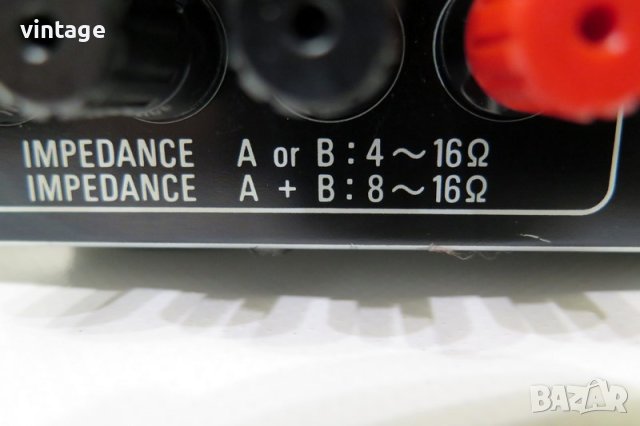 vintage
IMPEDANCE A or B : 4 ~ 16Ω
IMPEDANCE A + B : 8 ~ 16Ω
BAZAR